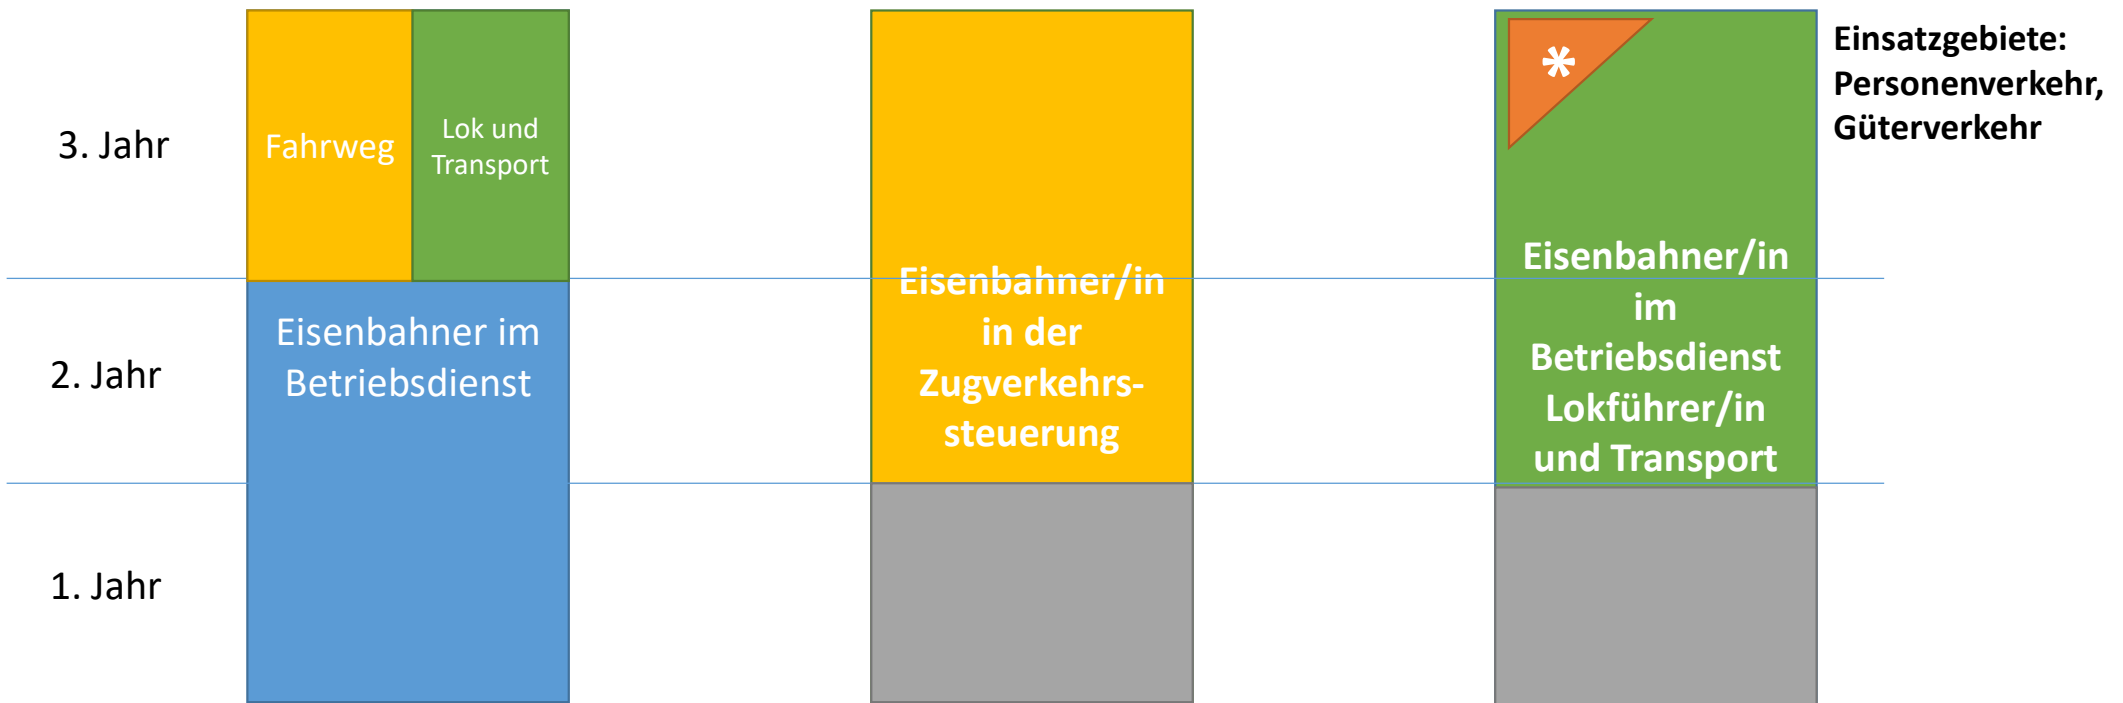 3. Jahr
2. Jahr
1. Jahr
Fahrweg
Lok und
Transport
Eisenbahner im
Betriebsdienst
Eisenbahner/in
in der
Zugverkehrs-
steuerung
*
Eisenbahner/in
im
Betriebsdienst
Lokführer/in
und Transport
Einsatzgebiete:
Personenverkehr,
Güterverkehr